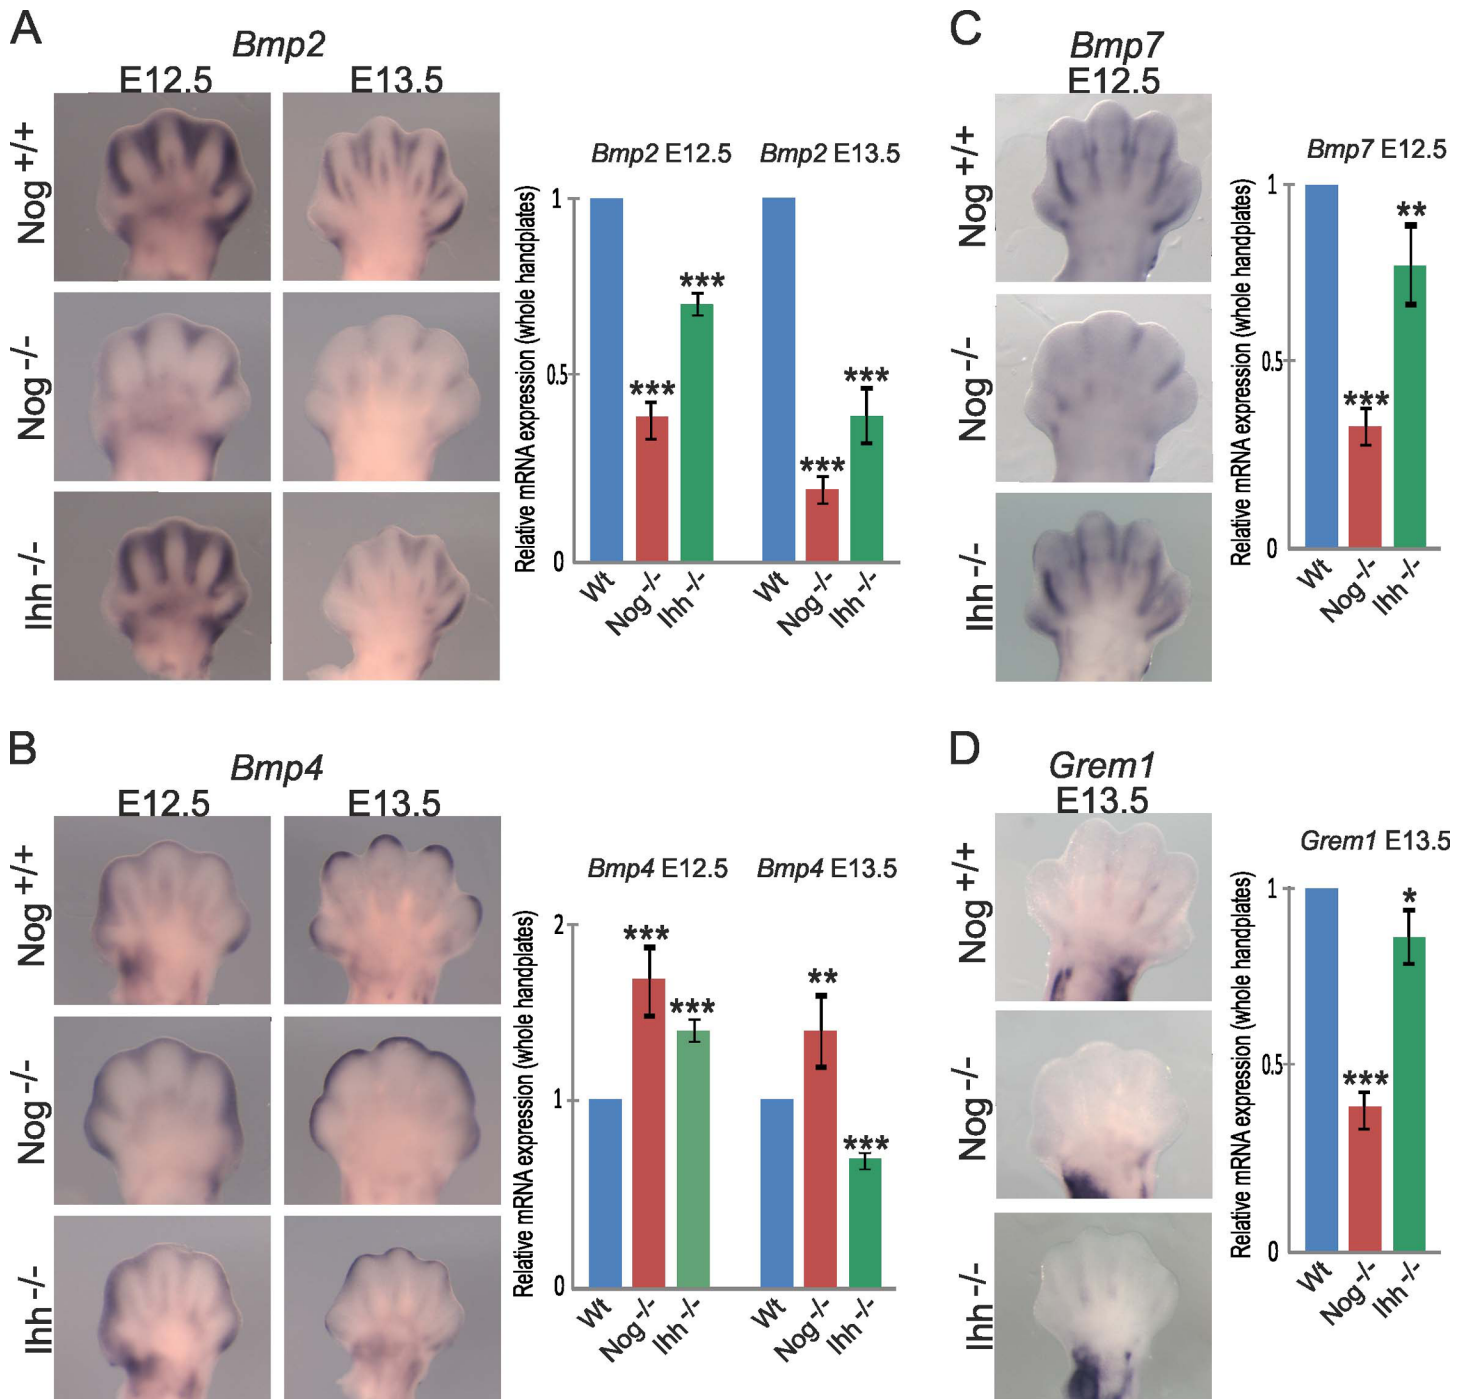 A
Bmp2
E12.5 E13.5
Nog +/+
Nog -/-
Ihh -/-
Bmp2 E12.5 Bmp2 E13.5
Relative mRNA expression (whole handplates)
1
0.5
0
*** *** *** ***
Wt Nog -/- Ihh -/- Wt Nog -/- Ihh -/-
C
Bmp7
E12.5
Nog +/+
Nog -/-
Ihh -/-
Bmp7 E12.5
Relative mRNA expression (whole handplates)
1
0.5
0
*** **
Wt Nog -/- Ihh -/-
B
Bmp4
E12.5 E13.5
Nog +/+
Nog -/-
Ihh -/-
Bmp4 E12.5 Bmp4 E13.5
Relative mRNA expression (whole handplates)
2
1
0
*** *** ** ***
Wt Nog -/- Ihh -/- Wt Nog -/- Ihh -/-
D
Grem1
E13.5
Nog +/+
Nog -/-
Ihh -/-
Grem1 E13.5
Relative mRNA expression (whole handplates)
1
0.5
0
*** *
Wt Nog -/- Ihh -/-